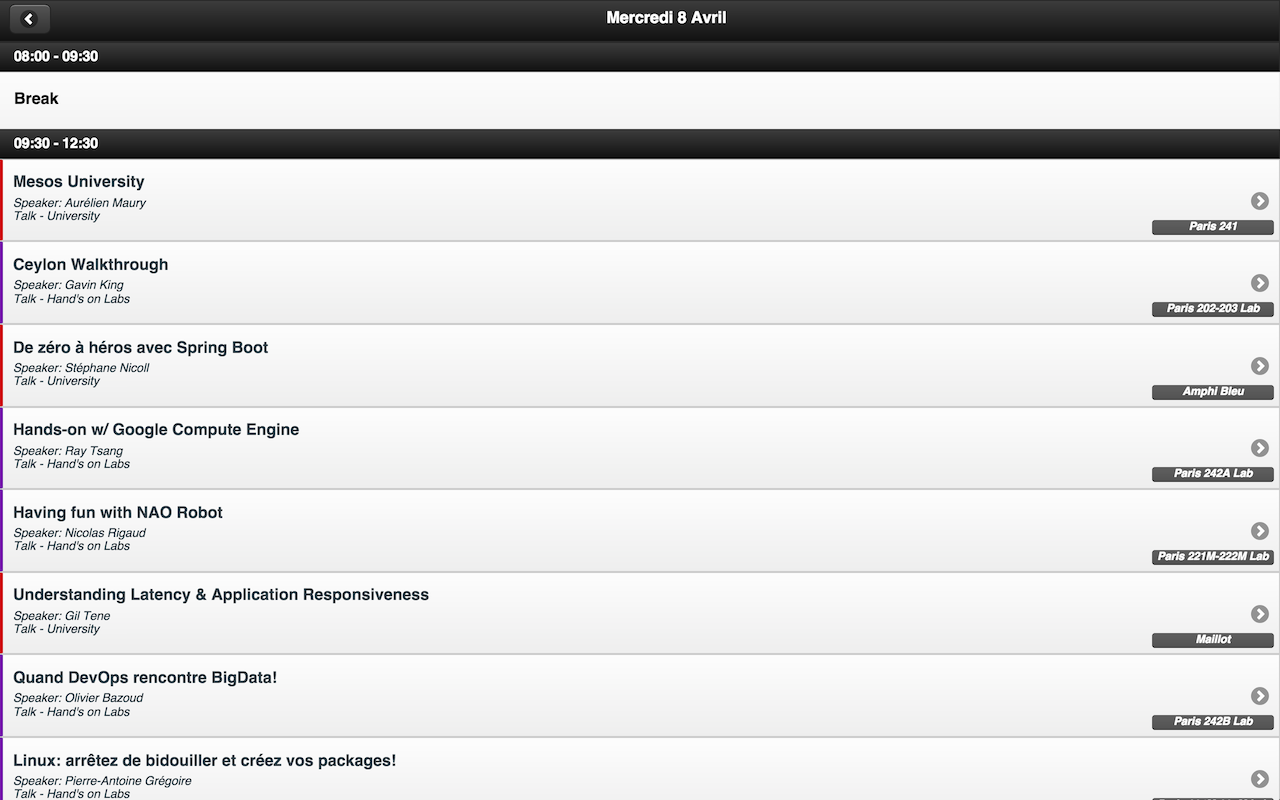 Mercredi 8 Avril
08:00 - 09:30
Break
09:30 - 12:30
Mesos University
Speaker: Aurélien Maury
Talk - University
Paris 241
Ceylon Walkthrough
Speaker: Gavin King
Talk - Hand's on Labs
Paris 202-203 Lab
De zéro à héros avec Spring Boot
Speaker: Stéphane Nicoll
Talk - University
Amphi Bleu
Hands-on w/ Google Compute Engine
Speaker: Ray Tsang
Talk - Hand's on Labs
Paris 242A Lab
Having fun with NAO Robot
Speaker: Nicolas Rigaud
Talk - Hand's on Labs
Paris 221M-222M Lab
Understanding Latency & Application Responsiveness
Speaker: Gil Tene
Talk - University
Maillot
Quand DevOps rencontre BigData!
Speaker: Olivier Bazoud
Talk - Hand's on Labs
Paris 242B Lab
Linux: arrêtez de bidouiller et créez vos packages!
Speaker: Pierre-Antoine Grégoire
Talk - Hand's on Labs